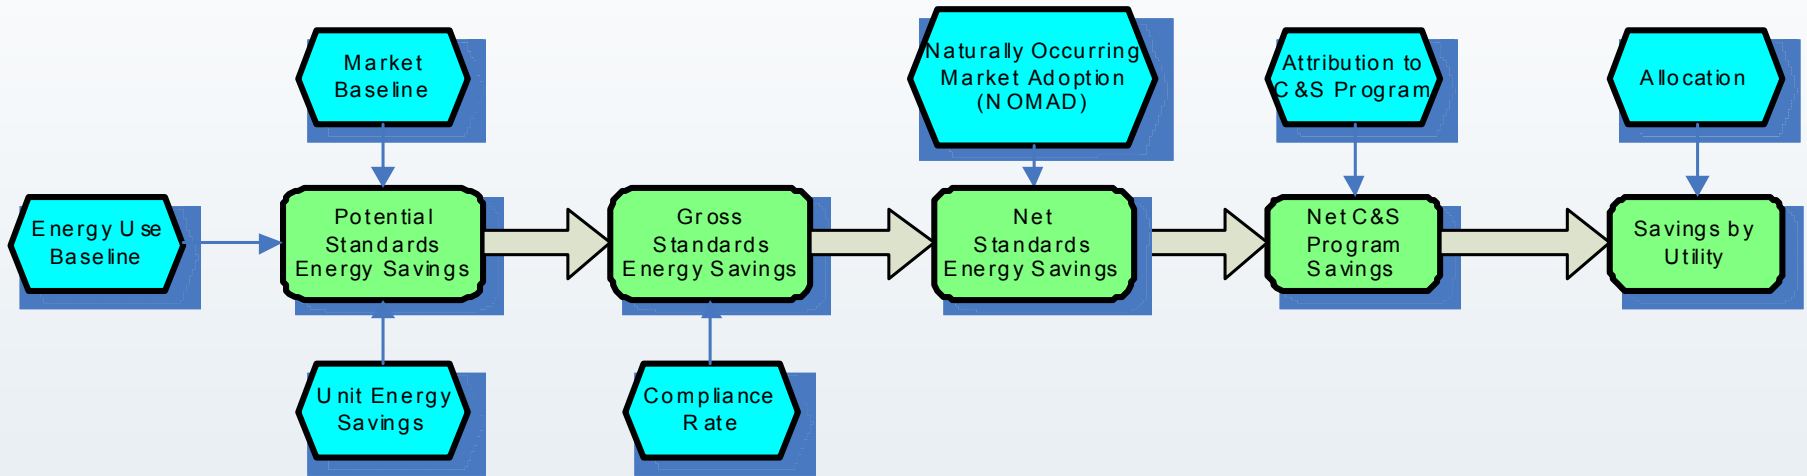 Market
Baseline
Naturally Occurring
Market Adoption
(NOMAD)
Attribution to
C&S Program
Allocation
Energy Use
Baseline
Potential
Standards
Energy Savings
Gross
Standards
Energy Savings
Net
Standards
Energy Savings
Net C&S
Program
Savings
Savings by
Utility
Unit Energy
Savings
Compliance
Rate